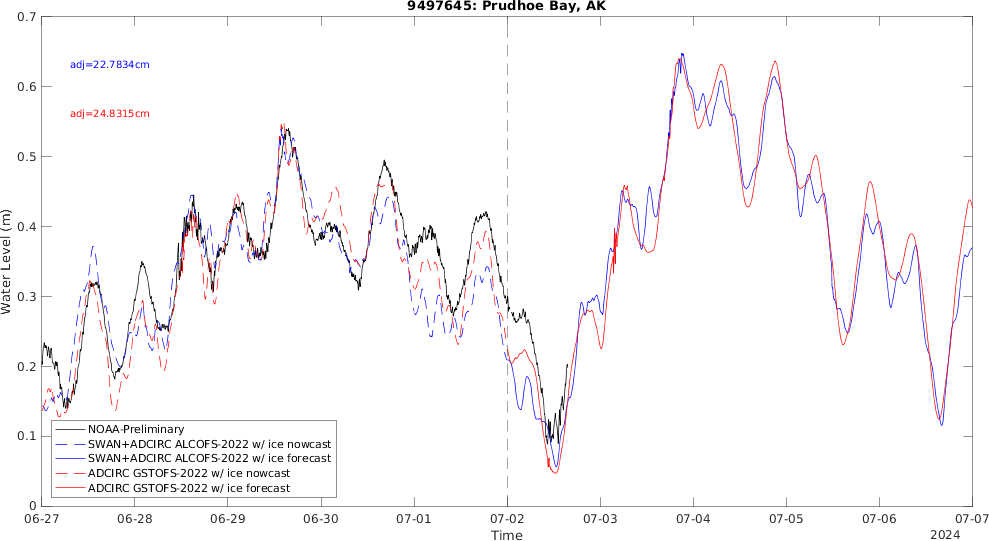 9497645: Prudhoe Bay, AK
adj=22.7834cm
adj=24.8315cm
Water Level (m)
0.7
0.6
0.5
0.4
0.3
0.2
0.1
0
NOAA-Preliminary
SWAN+ADCIRC ALCOFS-2022 w/ ice nowcast
SWAN+ADCIRC ALCOFS-2022 w/ ice forecast
ADCIRC GSTOFS-2022 w/ ice nowcast
ADCIRC GSTOFS-2022 w/ ice forecast
06-27 06-28 06-29 06-30 07-01 07-02 07-03 07-04 07-05 07-06 07-07
Time
2024